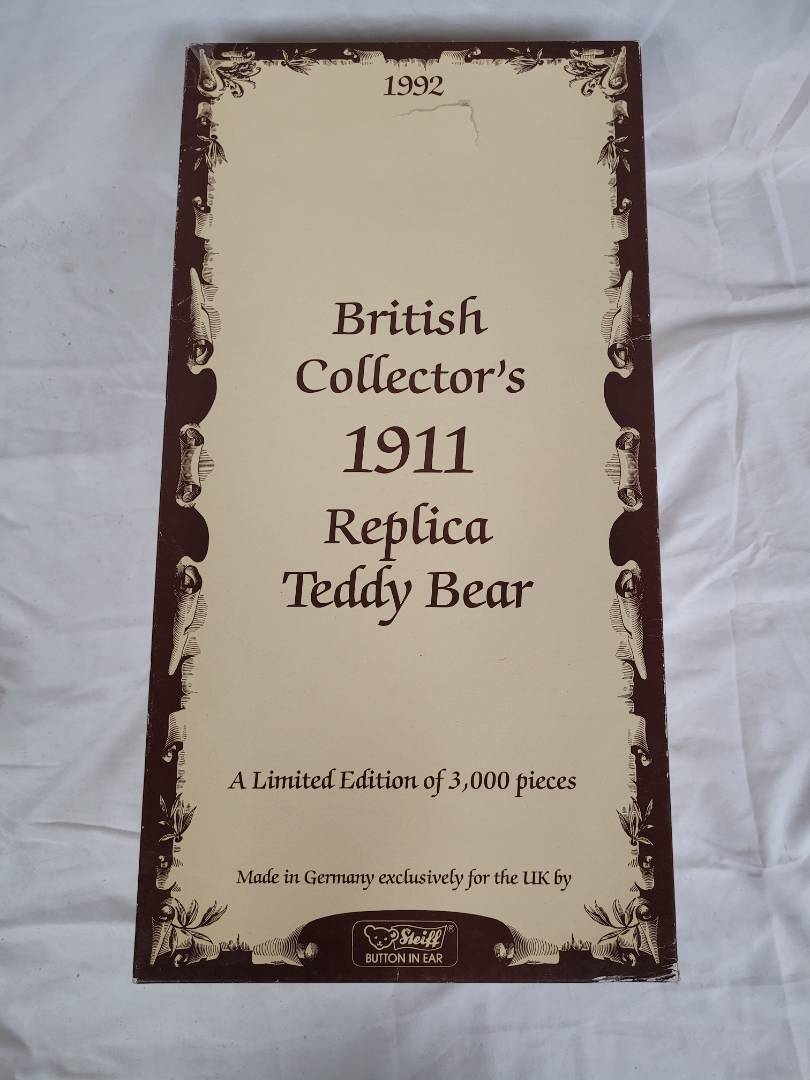 1992
British
Collector's
1911
Replica
Teddy Bear
A Limited Edition of 3,000 pieces
Made in Germany exclusively for the UK by
Steiff®
BUTTON IN EAR